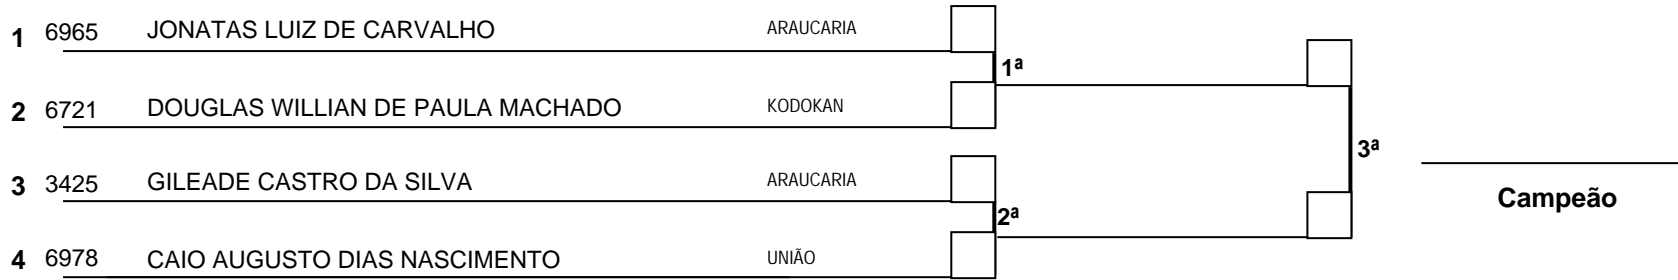 1 6965 JONATAS LUIZ DE CARVALHO ARAUCARIA
1ª
2 6721 DOUGLAS WILLIAN DE PAULA MACHADO KODOKAN
3ª
3 3425 GILEADE CASTRO DA SILVA ARAUCARIA
Campeão
2ª
4 6978 CAIO AUGUSTO DIAS NASCIMENTO UNIÃO